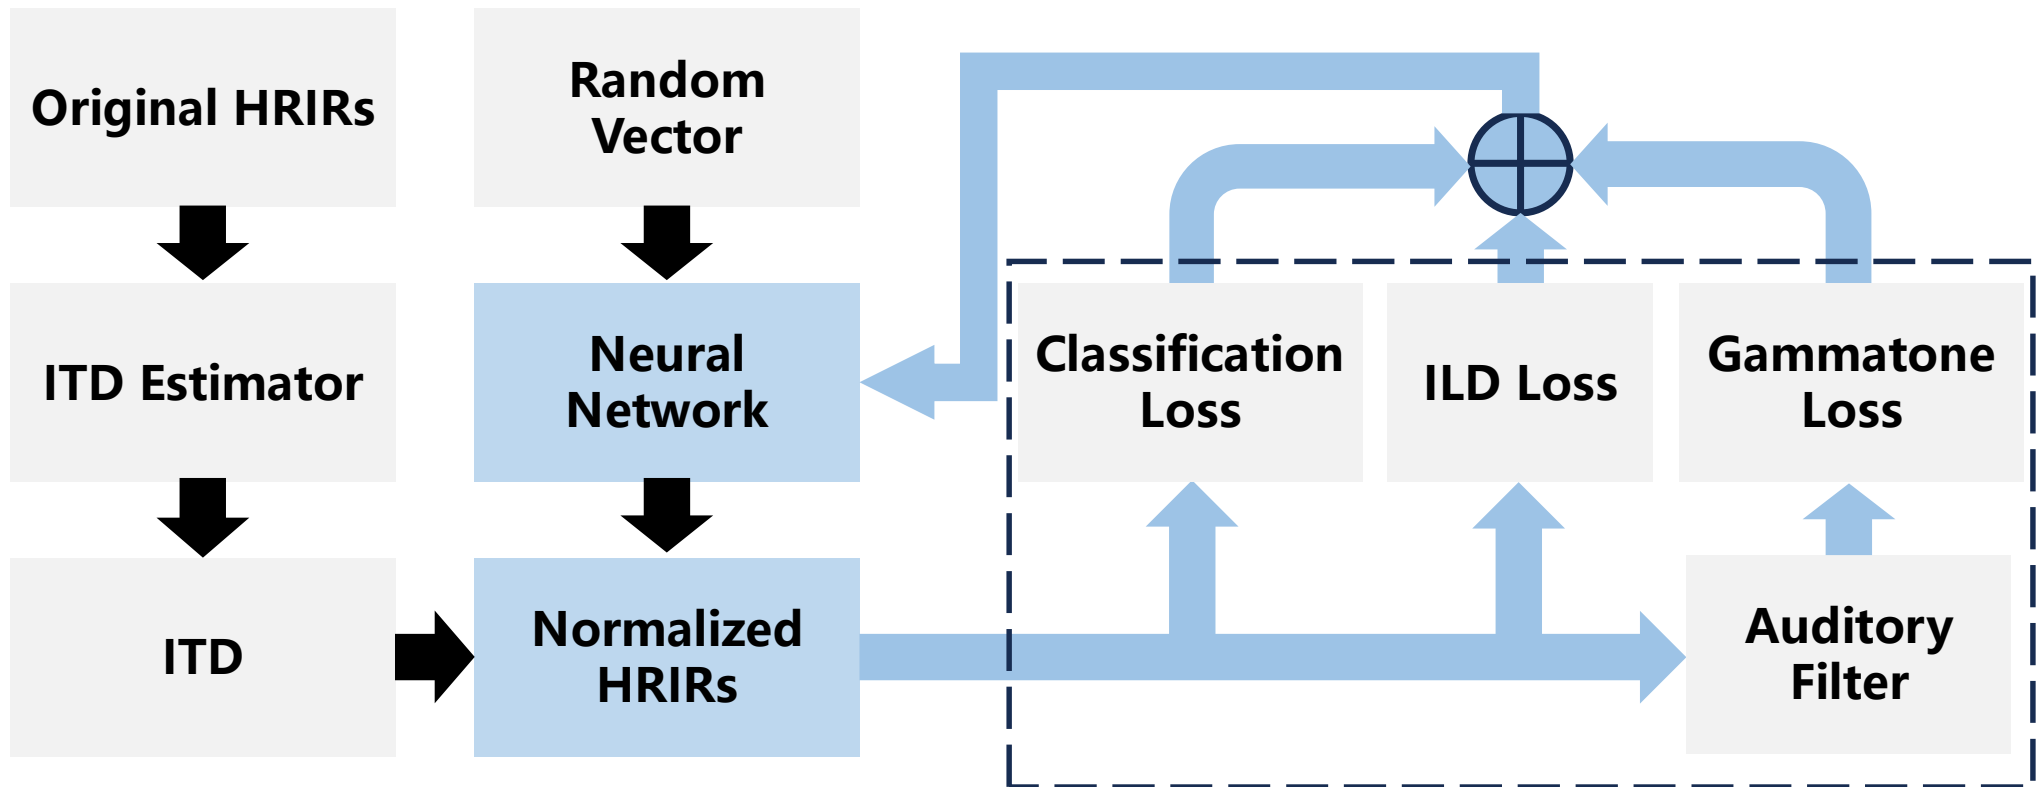 Original HRIRs
Random
Vector
ITD Estimator
Neural
Network
Classification
Loss
ILD Loss
Gammatone
Loss
ITD
Normalized
HRIRs
Auditory
Filter